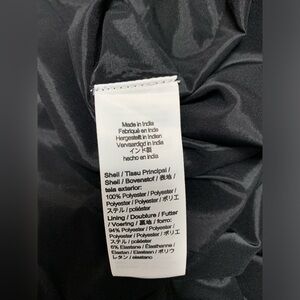 Made in India
Fabriqué en Inde
Hergestellt in Indien
Vervaardigd in India
インド製
hecho en India
Shell / Tissu Principal /
Shell / Bovenstof / 表地 /
tela exterior:
100% Polyester / Polyester /
Polyester / Polyester / ポリエ
ステル / poliéster
Lining / Doublure / Futter
/ Voering / 裏地 / forro:
94% Polyester / Polyester /
Polyester / Polyester / ポリエ
ステル / poliéster
6% Elastane / Élasthanne /
Elastan / Elastaan / ポリウ
レタン / elastano